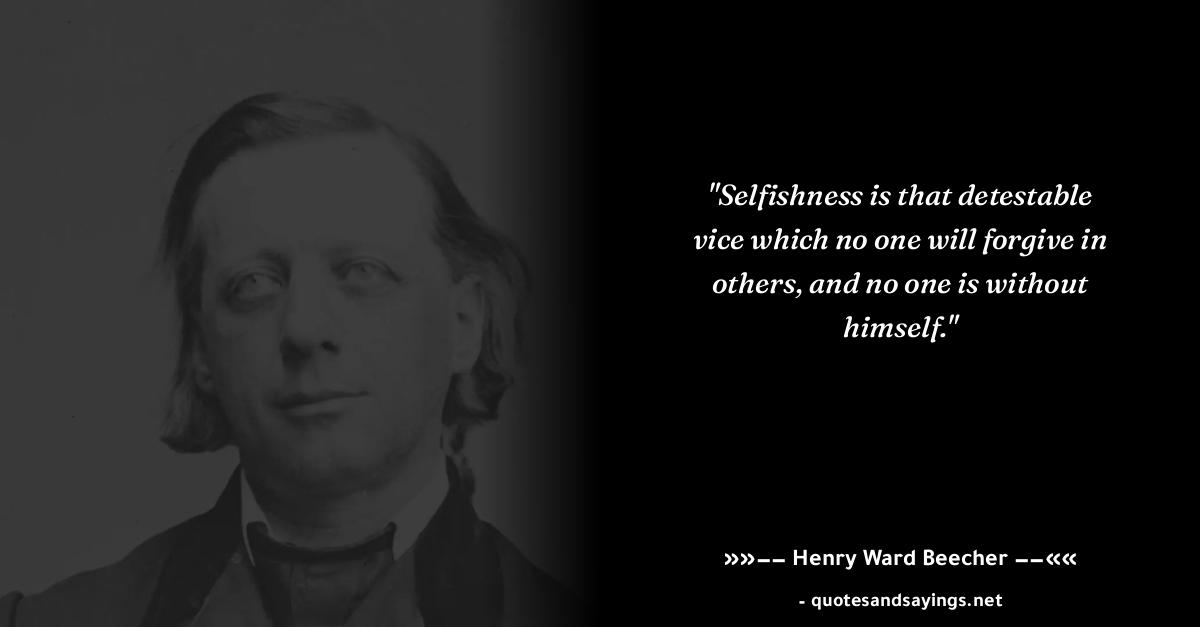 "Selfishness is that detestable
vice which no one will forgive in
others, and no one is without
himself."
»»−− Henry Ward Beecher −−««
- quotesandsayings.net